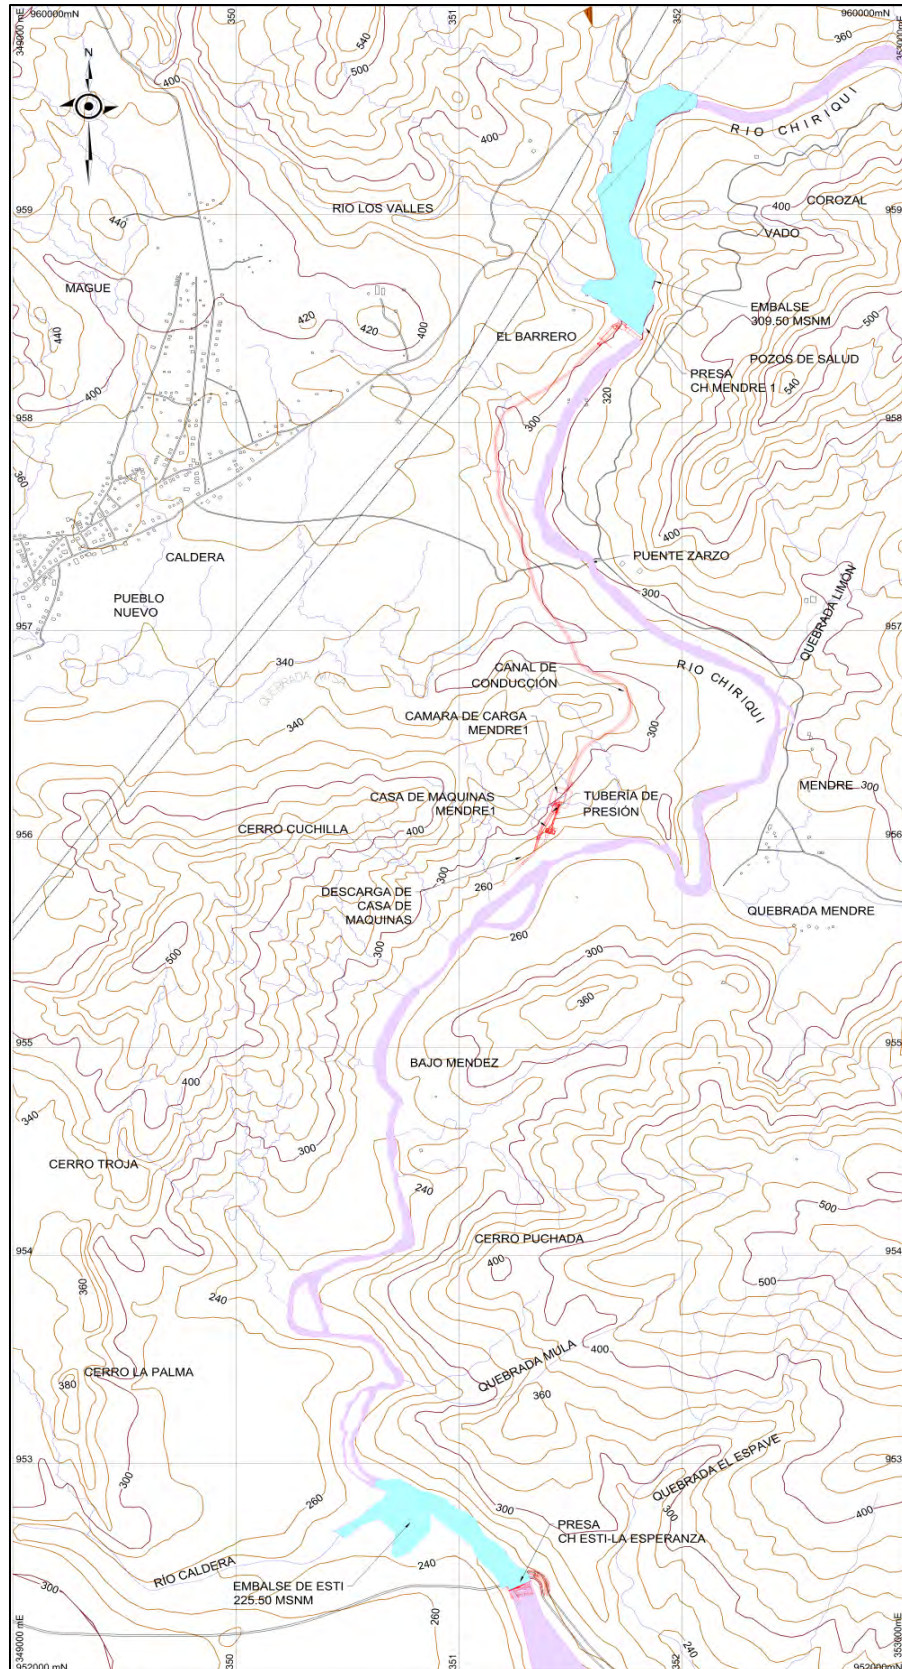 960000mN
350
351
352
960000mN
349000 mE
353000mE
N
360
540
500
400
400
RIO CHIRIQUI
400
COROZAL
959
440
RIO LOS VALLES
959
VADO
MAGUE
EMBALSE
309.50 MSNM
420
420
400
440
EL BARRERO
500
POZOS DE SALUD
PRESA
CH MENDRE 1
540
400
320
958
300
958
360
400
CALDERA
PUENTE ZARZO
PUEBLO
NUEVO
300
QUEBRADA LIMÓN
957
957
340
CANAL DE
CONDUCCIÓN
RIO CHIRIQUI
340
CAMARA DE CARGA
MENDRE1
300
300
CASA DE MAQUINAS
MENDRE1
TUBERÍA DE
PRESIÓN
MENDRE
300
CERRO CUCHILLA
400
956
956
300
260
DESCARGA DE
CASA DE
MAQUINAS
QUEBRADA MENDRE
260
300
300
500
360
955
955
BAJO MENDEZ
400
340
300
CERRO TROJA
240
500
CERRO PUCHADA
954
954
400
500
360
240
QUEBRADA MULA
400
CERRO LA PALMA
380
360
QUEBRADA EL ESPAVE
953
953
300
260
300
300
400
PRESA
CH ESTI-LA ESPERANZA
RÍO CALDERA
240
300
EMBALSE DE ESTI
225.50 MSNM
260
240
349000 mE
353000 mE
952000 mN
350
351
352
952000mN